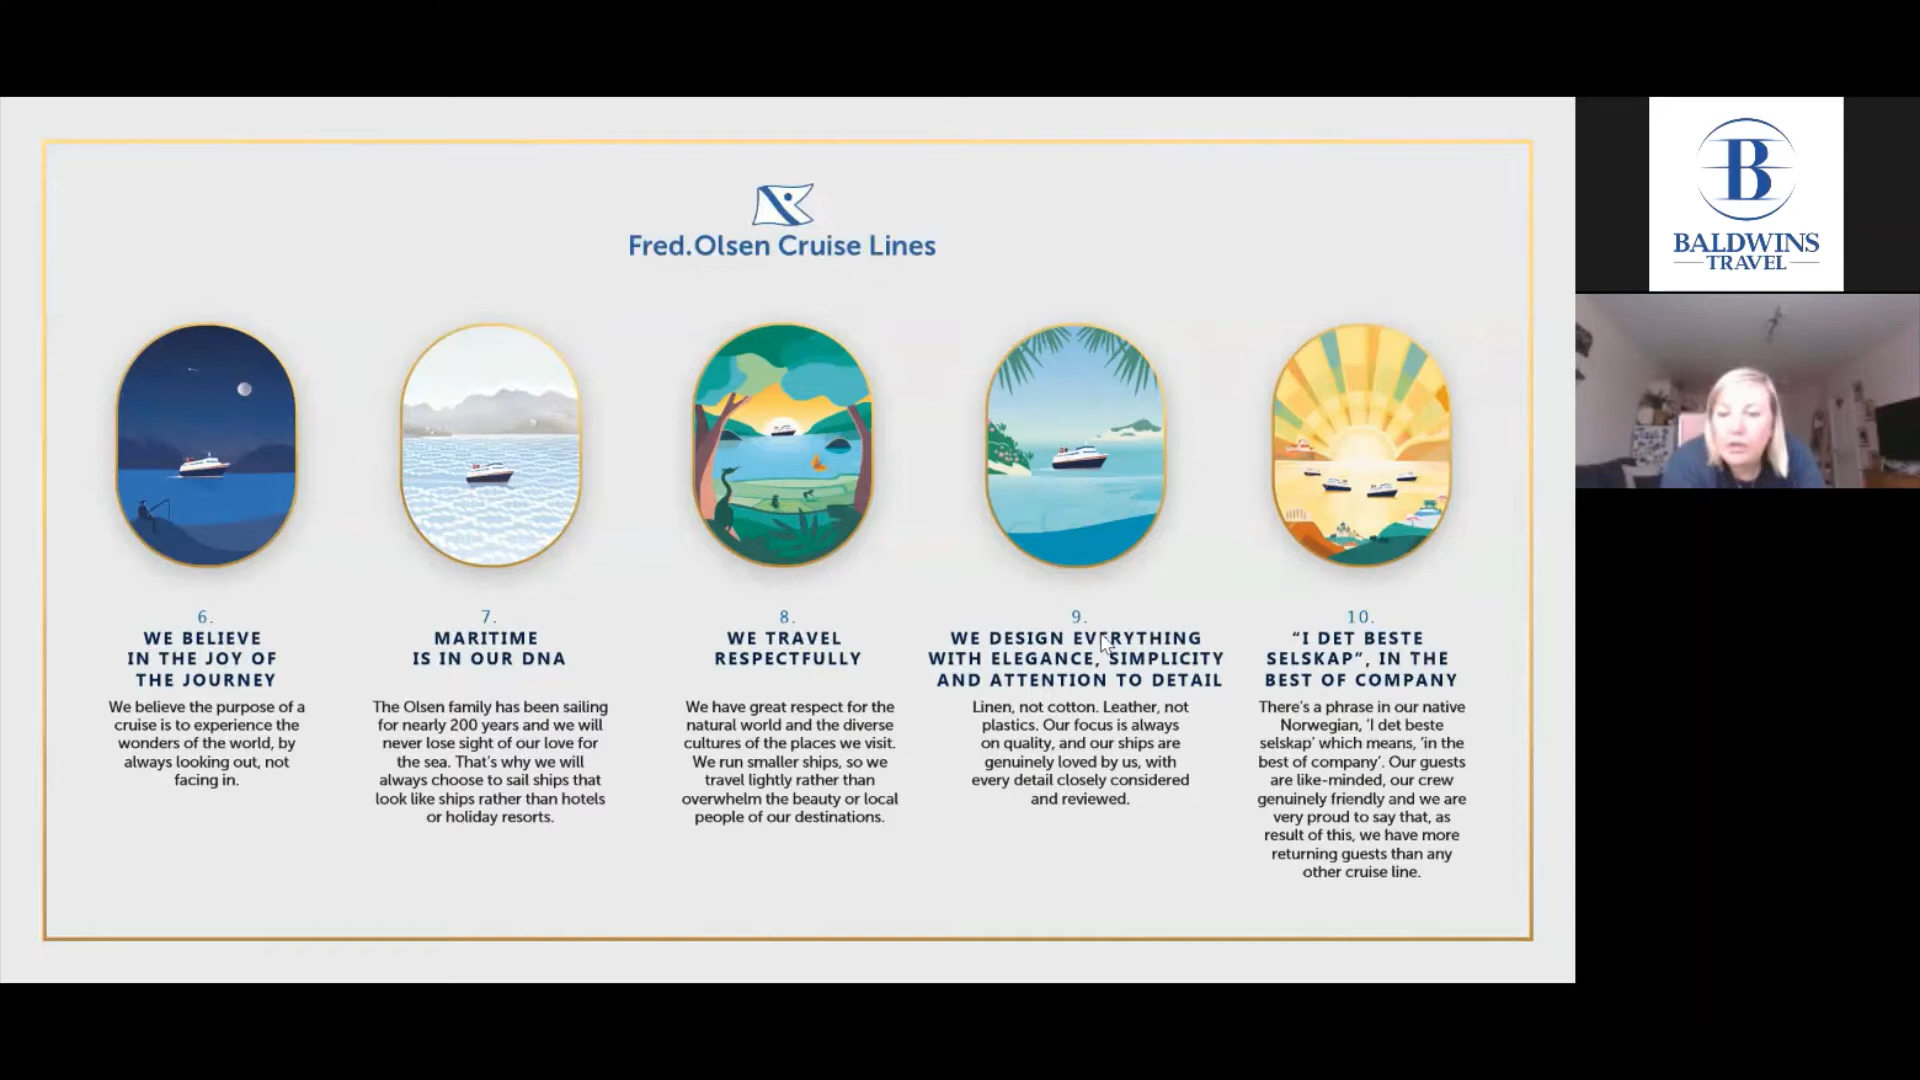 Fred.Olsen Cruise Lines
6.
WE BELIEVE
IN THE JOY OF
THE JOURNEY
We believe the purpose of a
cruise is to experience the
wonders of the world, by
always looking out, not
facing in.
7.
MARITIME
IS IN OUR DNA
The Olsen family has been sailing
for nearly 200 years and we will
never lose sight of our love for
the sea. That's why we will
always choose to sail ships that
look like ships rather than hotels
or holiday resorts.
8.
WE TRAVEL
RESPECTFULLY
We have great respect for the
natural world and the diverse
cultures of the places we visit.
We run smaller ships, so we
travel lightly rather than
overwhelm the beauty or local
people of our destinations.
9.
WE DESIGN EVERYTHING
WITH ELEGANCE, SIMPLICITY
AND ATTENTION TO DETAIL
Linen, not cotton. Leather, not
plastics. Our focus is always
on quality, and our ships are
genuinely loved by us, with
every detail closely considered
and reviewed.
10.
“I DET BESTE
SELSKAP”, IN THE
BEST OF COMPANY
There's a phrase in our native
Norwegian, ‘I det beste
selskap’ which means, ‘in the
best of company’. Our guests
are like-minded, our crew
genuinely friendly and we are
very proud to say that, as
result of this, we have more
returning guests than any
other cruise line.
B
BALDWINS
TRAVEL